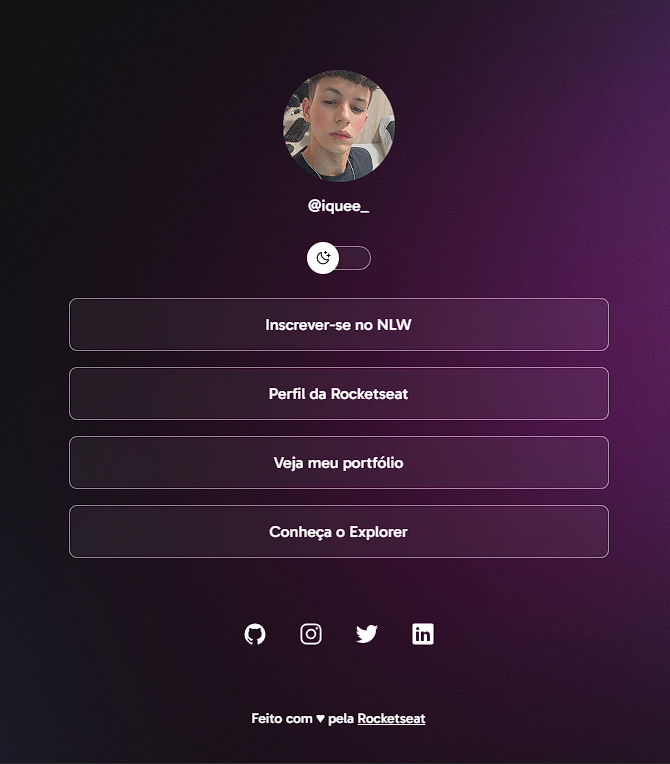 @iquee_
Inscrever-se no NLW
Perfil da Rocketseat
Veja meu portfólio
Conheça o Explorer
Feito com ♥ pela Rocketseat